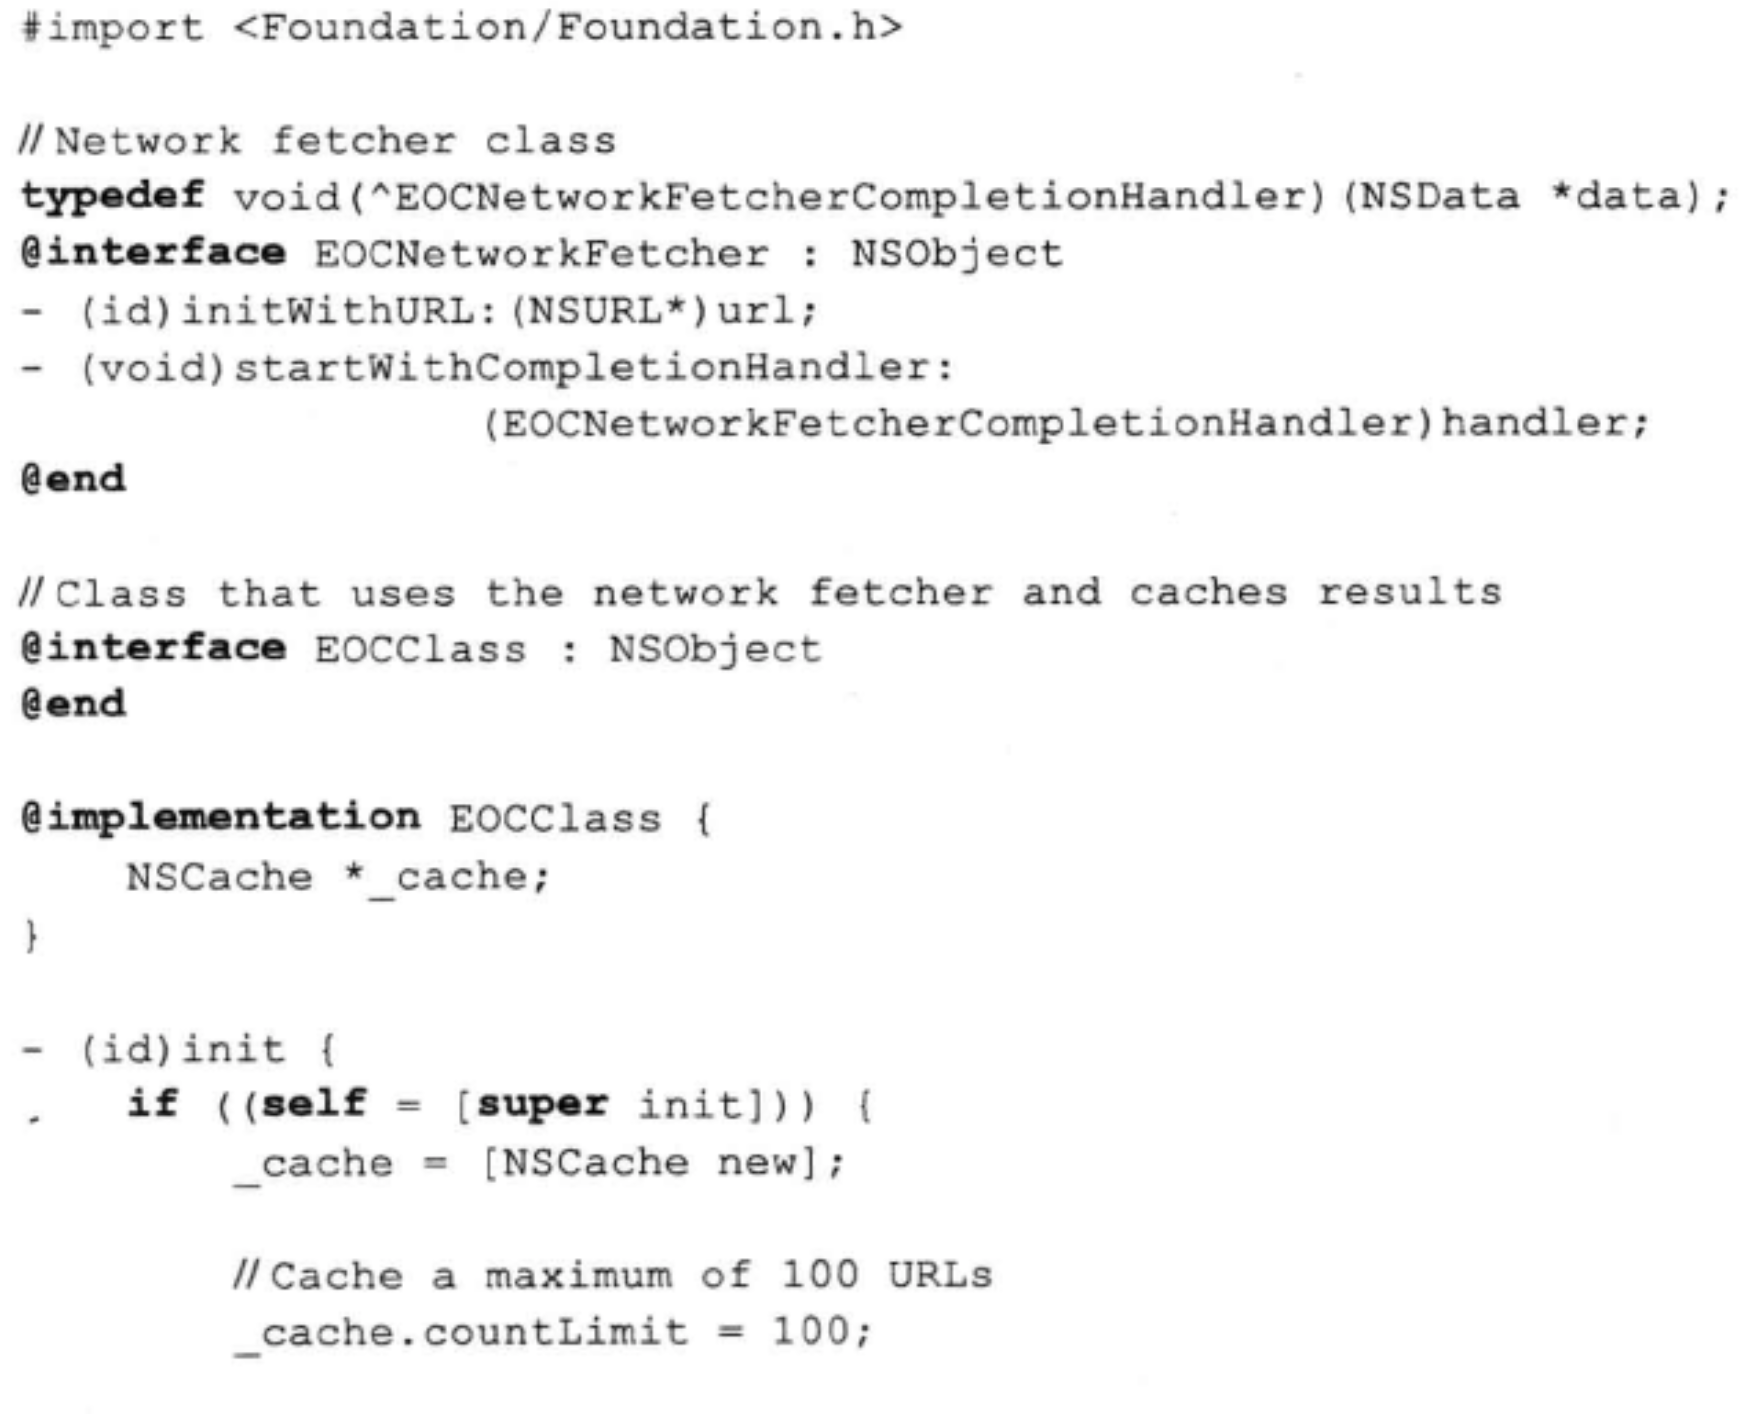 #import <Foundation/Foundation.h>
//Network fetcher class
typedef void(^EOCNetworkFetcherCompletionHandler)(NSData *data);
@interface EOCNetworkFetcher : NSObject
- (id)initWithURL:(NSURL*)url;
- (void)startWithCompletionHandler:
(EOCNetworkFetcherCompletionHandler)handler;
@end
//Class that uses the network fetcher and caches results
@interface EOCClass : NSObject
@end
@implementation EOCClass {
NSCache *_cache;
}
- (id)init {
if ((self = [super init])) {
_cache = [NSCache new];
//Cache a maximum of 100 URLs
_cache.countLimit = 100;